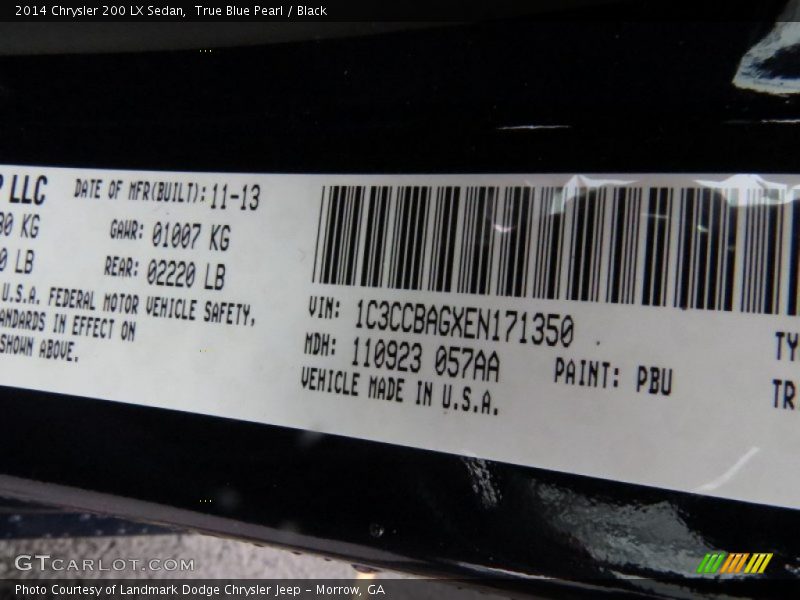 2014 Chrysler 200 LX Sedan,  True Blue Pearl / Black
LLC
DATE OF MFR(BUILT): 11-13
KG
GAWR: 01007 KG
LB
REAR: 02220 LB
U.S.A. FEDERAL MOTOR VEHICLE SAFETY,
IN EFFECT ON
SHOWN ABOVE.
VIN: 1C3CCBAGXEN171350
MDH: 110923 057AA
PAINT: PBU
VEHICLE MADE IN U.S.A.
TY
TR
GTCARLOT.COM
Photo Courtesy of Landmark Dodge Chrysler Jeep – Morrow, GA